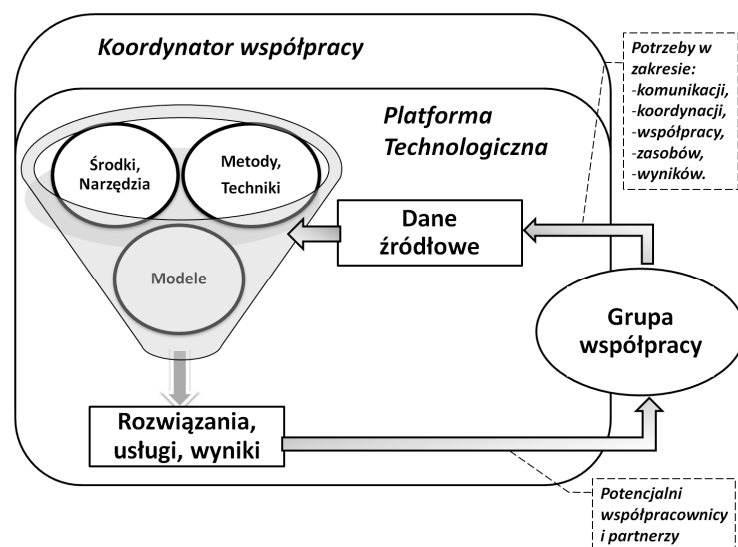 Koordynator współpracy
Potrzeby w
zakresie:
-komunikacji,
-koordynacji,
-współpracy,
-zasobów,
-wyników.
Platforma
Technologiczna
Środki,
Narzędzia
Metody,
Techniki
Modele
Dane
źródłowe
Grupa
współpracy
Rozwiązania,
usługi, wyniki
Potencjalni
współpracownicy
i partnerzy